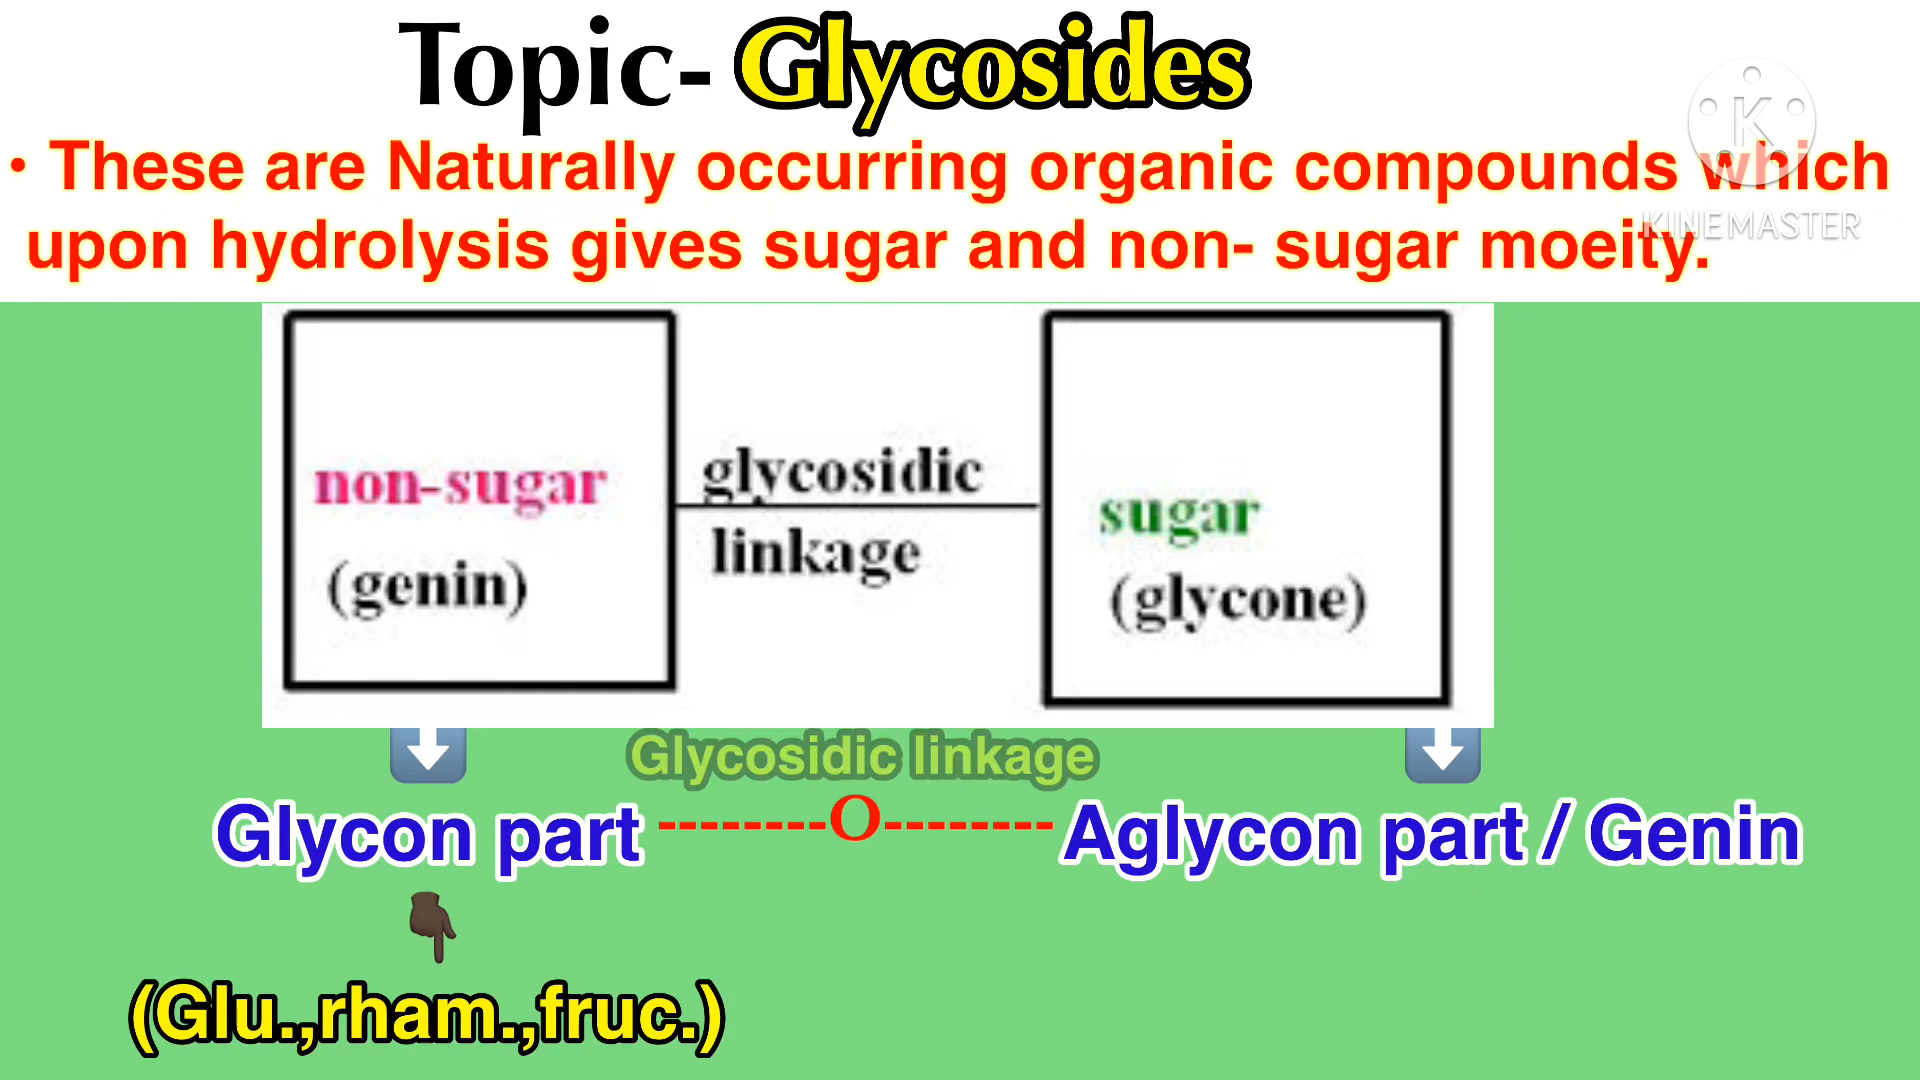 Topic- Glycosides
• These are Naturally occurring organic compounds which
upon hydrolysis gives sugar and non- sugar moeity.
K
KINEMASTER
non-sugar
(genin)
glycosidic
linkage
sugar
(glycone)
Glycosidic linkage
Glycon part --------O-------- Aglycon part / Genin
(Glu.,rham.,fruc.)